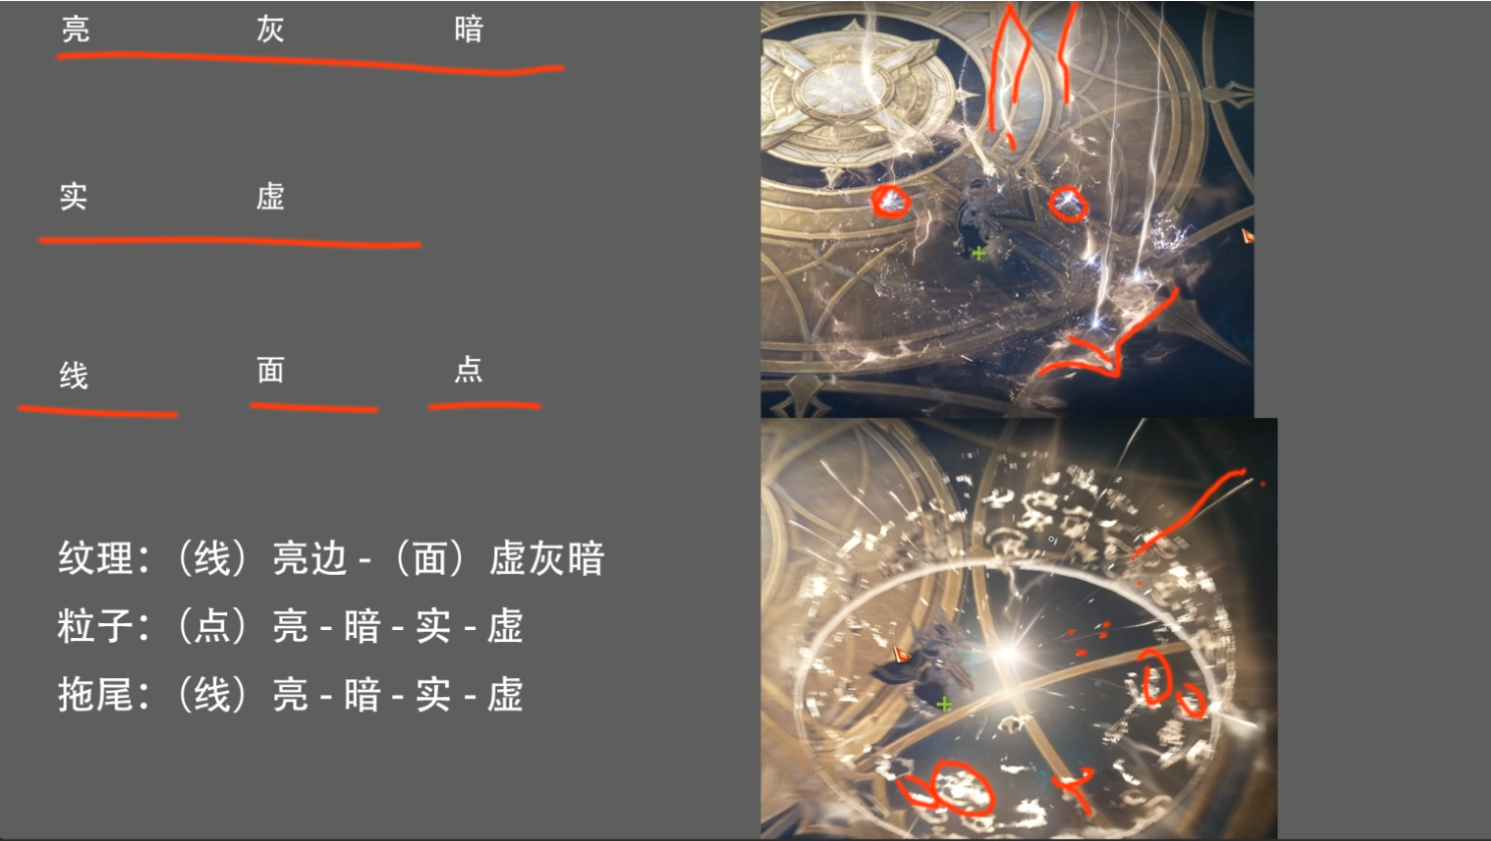 亮 灰 暗
实 虚
线 面 点
纹理：（线）亮边 -（面）虚灰暗
粒子：（点）亮 - 暗 - 实 - 虚
拖尾：（线）亮 - 暗 - 实 - 虚